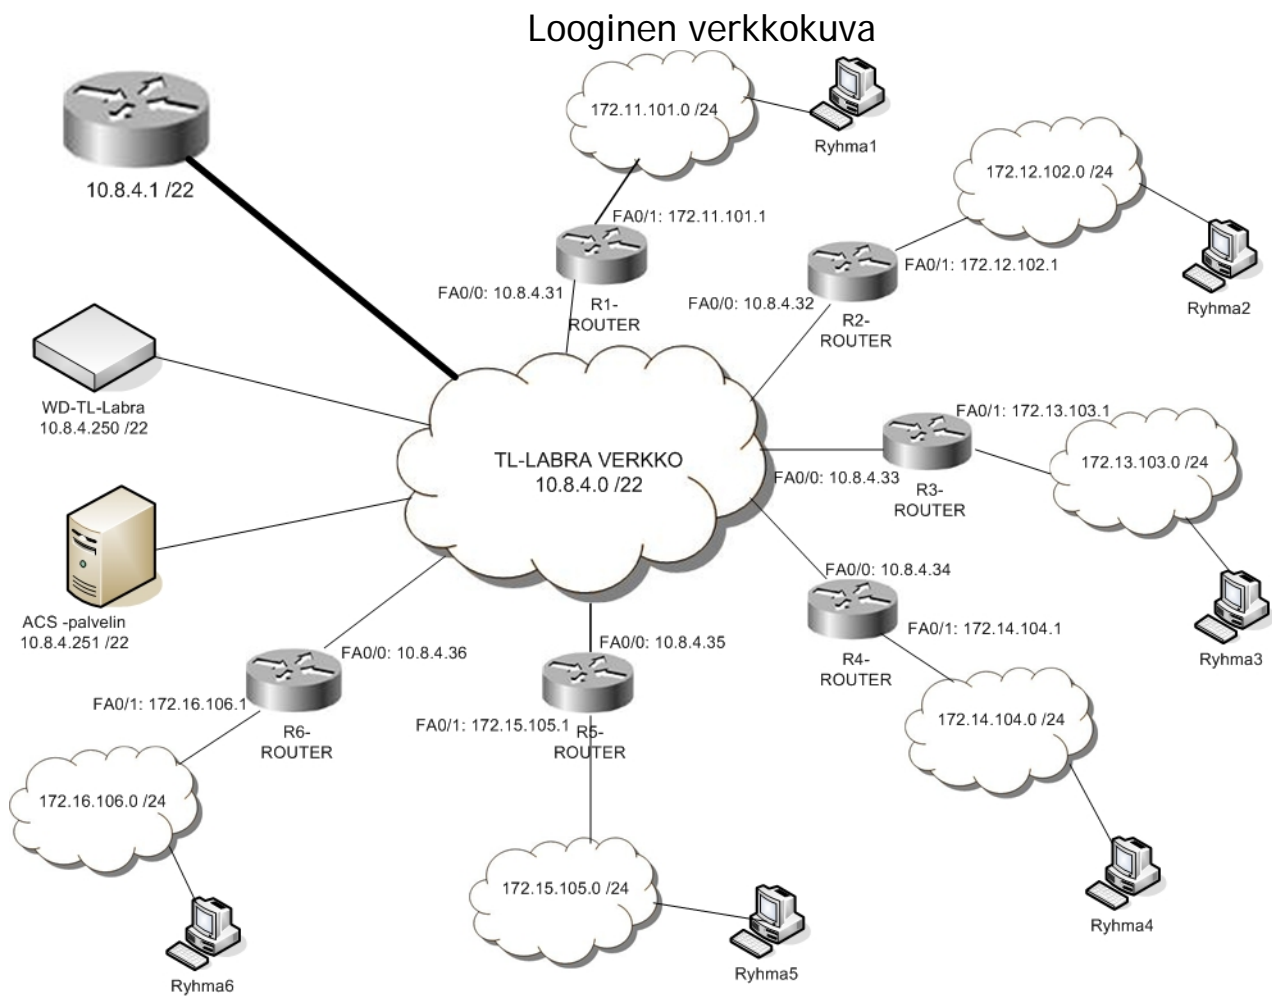 Looginen verkkokuva
10.8.4.1 /22
172.11.101.0 /24
Ryhma1
FA0/1: 172.11.101.1
FA0/0: 10.8.4.31
R1-
ROUTER
172.12.102.0 /24
Ryhma2
FA0/1: 172.12.102.1
FA0/0: 10.8.4.32
R2-
ROUTER
WD-TL-Labra
10.8.4.250 /22
TL-LABRA VERKKO
10.8.4.0 /22
FA0/1: 172.13.103.1
FA0/0: 10.8.4.33
R3-
ROUTER
172.13.103.0 /24
Ryhma3
ACS -palvelin
10.8.4.251 /22
FA0/0: 10.8.4.34
FA0/1: 172.14.104.1
R4-
ROUTER
172.14.104.0 /24
Ryhma4
FA0/0: 10.8.4.36
FA0/1: 172.16.106.1
R6-
ROUTER
172.16.106.0 /24
Ryhma6
FA0/0: 10.8.4.35
FA0/1: 172.15.105.1
R5-
ROUTER
172.15.105.0 /24
Ryhma5